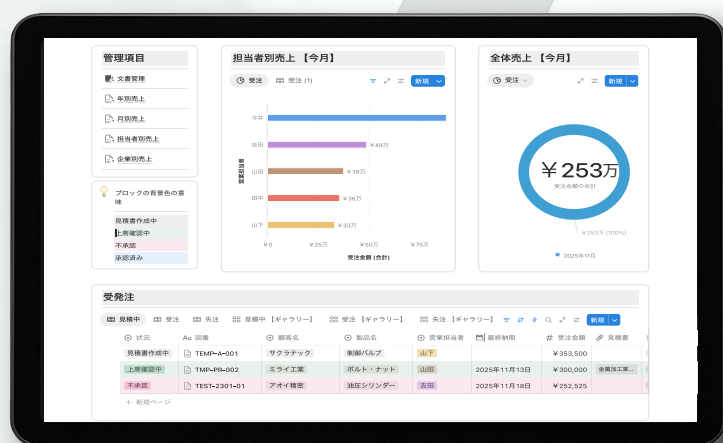 管理項目
文書管理
年別売上
月別売上
担当者別売上
企業別売上
ブロックの背景色の意味
見積書作成中
上席確認中
不承認
承認済み
担当者別売上 【今月】
受注
受注 (1)
新規
営業担当者
今井
吉田
¥49万
山田
¥38万
田中
¥36万
山下
¥33万
¥0 ¥25万 ¥50万 ¥75万
受注金額 (合計)
全体売上 【今月】
受注
新規
¥253万
受注金額の合計
¥253万 (100%)
2025年11月
受発注
見積中 受注 失注 見積中 【ギャラリー】 受注 【ギャラリー】 失注 【ギャラリー】 新規
状況 Aa 図番 顧客名 製品名 営業担当者 最終納期 # 受注金額 見積書
見積書作成中 TEMP-A-001 サクラテック 制御バルブ 山下 ¥353,500
上席確認中 TMP-PR-002 ミライ工業 ボルト・ナット 山田 2025年11月13日 ¥300,000 金属加工業...
不承認 TEST-2301-01 アオイ精密 油圧シリンダー 吉田 2025年11月18日 ¥252,525
+ 新規ページ